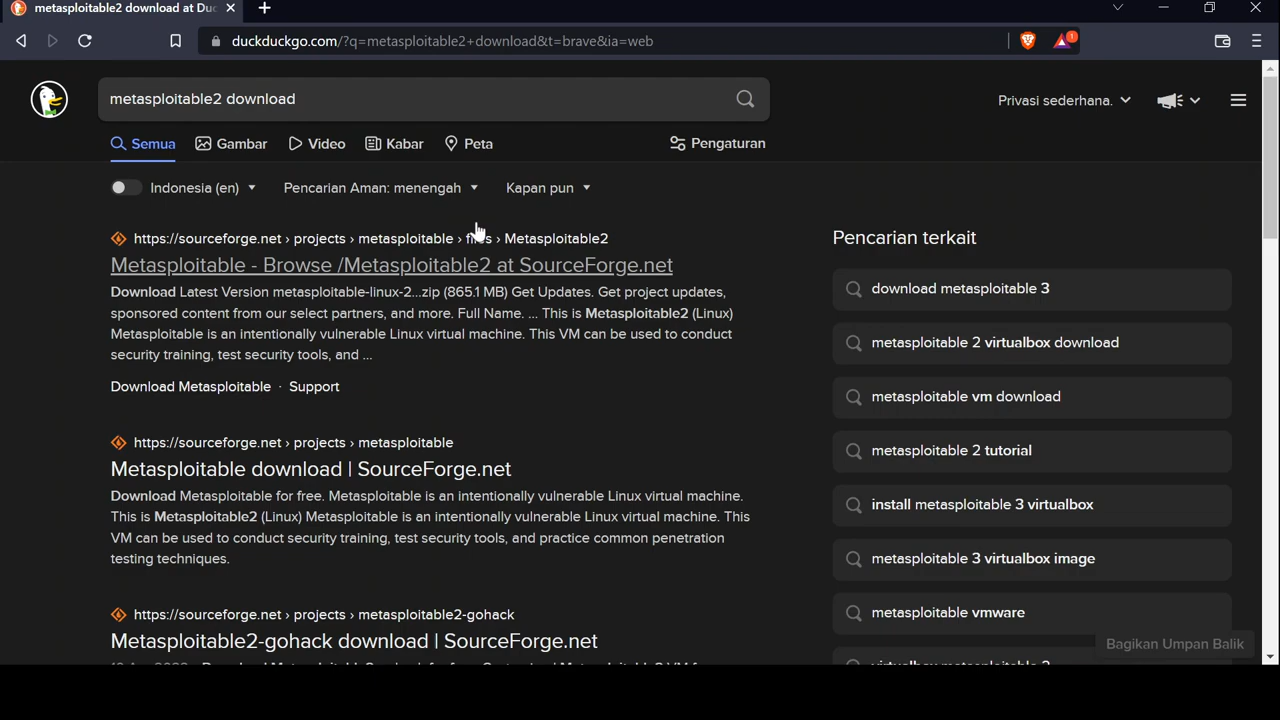 metasploitable2 download at Duc
duckduckgo.com/?q=metasploitable2+download&t=brave&ia=web
1
metasploitable2 download
Privasi sederhana.
Semua
Gambar
Video
Kabar
Peta
Pengaturan
Indonesia (en)
Pencarian Aman: menengah
Kapan pun
https://sourceforge.net › projects › metasploitable › files › Metasploitable2
Metasploitable - Browse /Metasploitable2 at SourceForge.net
Download Latest Version metasploitable-linux-2...zip (865.1 MB) Get Updates. Get project updates,
sponsored content from our select partners, and more. Full Name. ... This is Metasploitable2 (Linux)
Metasploitable is an intentionally vulnerable Linux virtual machine. This VM can be used to conduct
security training, test security tools, and ...
Download Metasploitable · Support
https://sourceforge.net › projects › metasploitable
Metasploitable download | SourceForge.net
Download Metasploitable for free. Metasploitable is an intentionally vulnerable Linux virtual machine.
This is Metasploitable2 (Linux) Metasploitable is an intentionally vulnerable Linux virtual machine. This
VM can be used to conduct security training, test security tools, and practice common penetration
testing techniques.
https://sourceforge.net › projects › metasploitable2-gohack
Metasploitable2-gohack download | SourceForge.net
Pencarian terkait
download metasploitable 3
metasploitable 2 virtualbox download
metasploitable vm download
metasploitable 2 tutorial
install metasploitable 3 virtualbox
metasploitable 3 virtualbox image
metasploitable vmware
Bagikan Umpan Balik